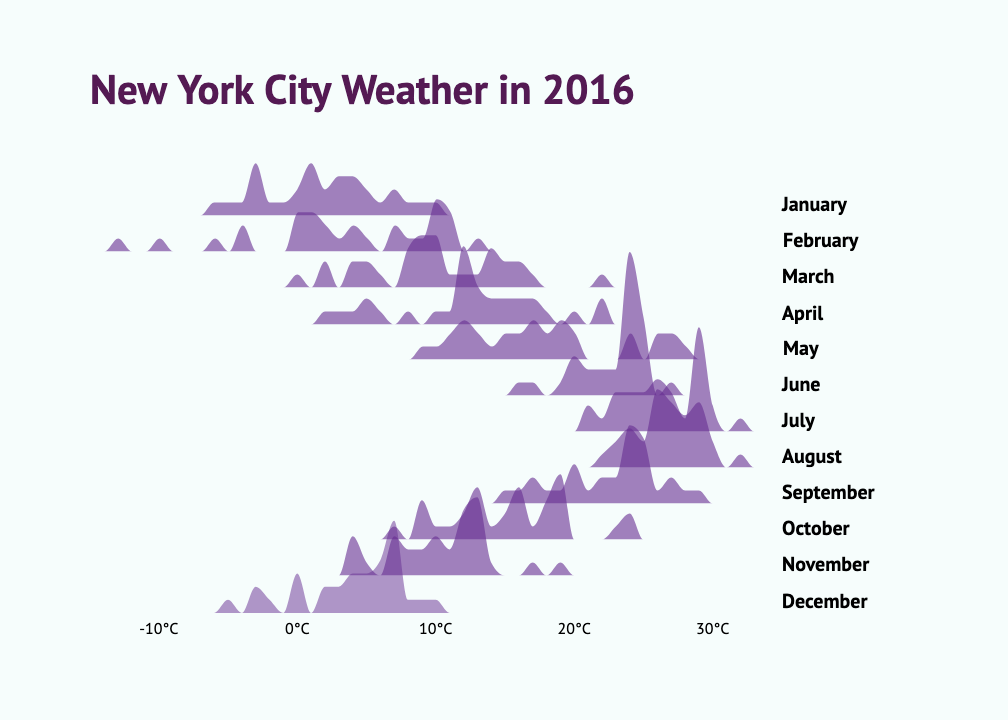 New York City Weather in 2016
January
February
March
April
May
June
July
August
September
October
November
December
-10°C 0°C 10°C 20°C 30°C